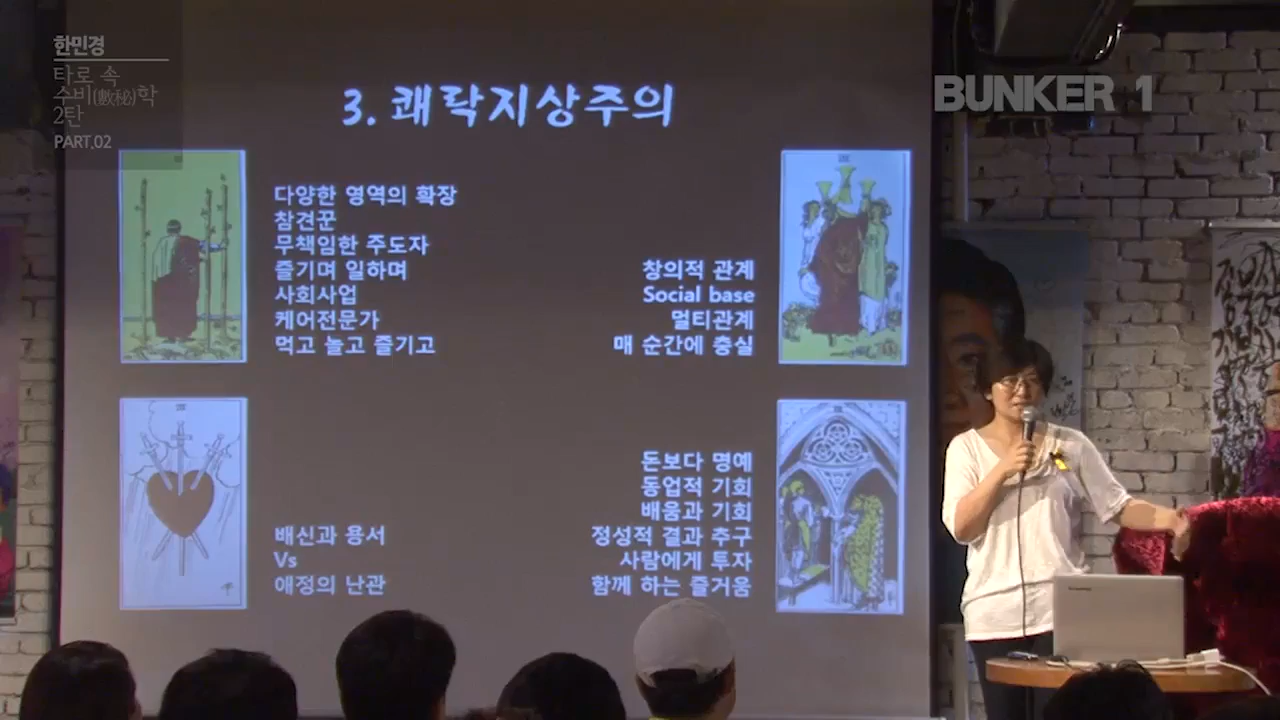 한민경
타로 속
수비(數秘)학
2탄
PART.02
BUNKER 1
3. 쾌락지상주의
다양한 영역의 확장
참견꾼
무책임한 주도자
즐기며 일하며
사회사업
케어전문가
먹고 놀고 즐기고
창의적 관계
Social base
멀티관계
매 순간에 충실
배신과 용서
Vs
애정의 난관
돈보다 명예
동업적 기회
배움과 기회
정성적 결과 추구
사람에게 투자
함께 하는 즐거움